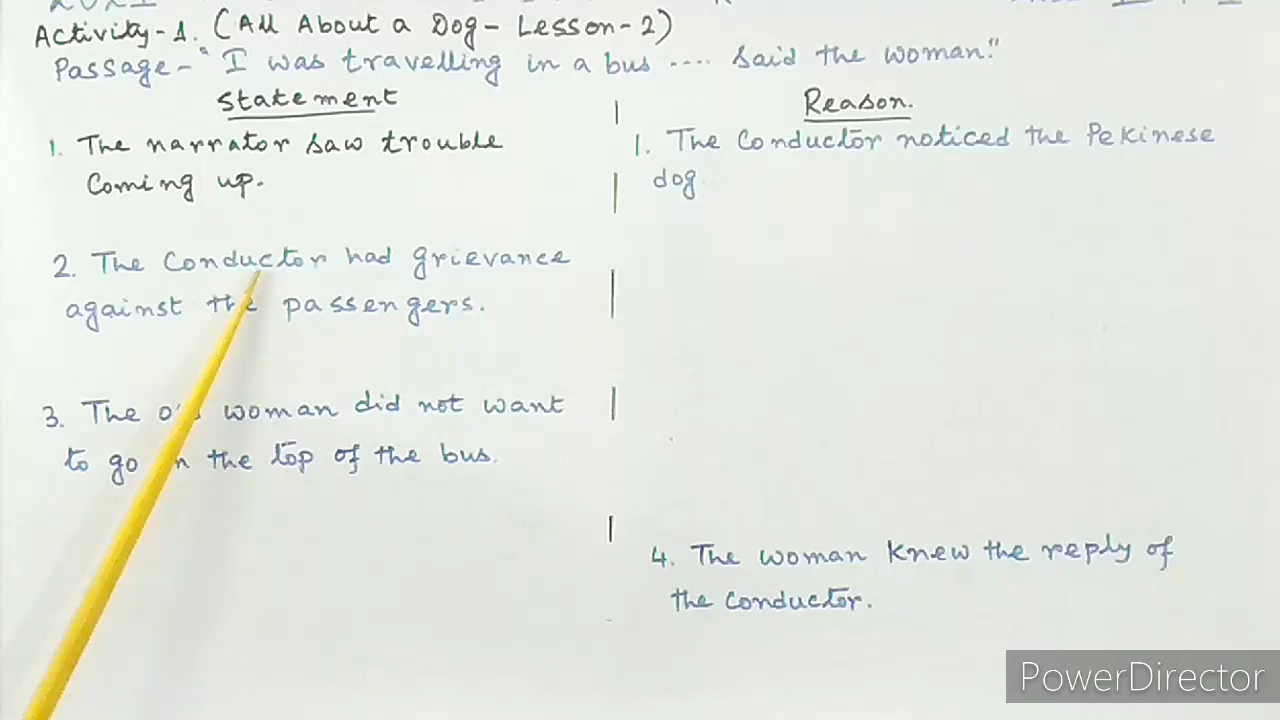 Activity-1. (All About a Dog- Lesson-2)
Passage- "I was travelling in a bus .... said the woman."
Statement
Reason.
1. The narrator saw trouble
coming up.
1. The Conductor noticed the Pekinese
dog.
2. The Conductor had grievance
against the passengers.
3. The woman did not want
to go the top of the bus.
4. The woman knew the reply of
the conductor.
PowerDirector